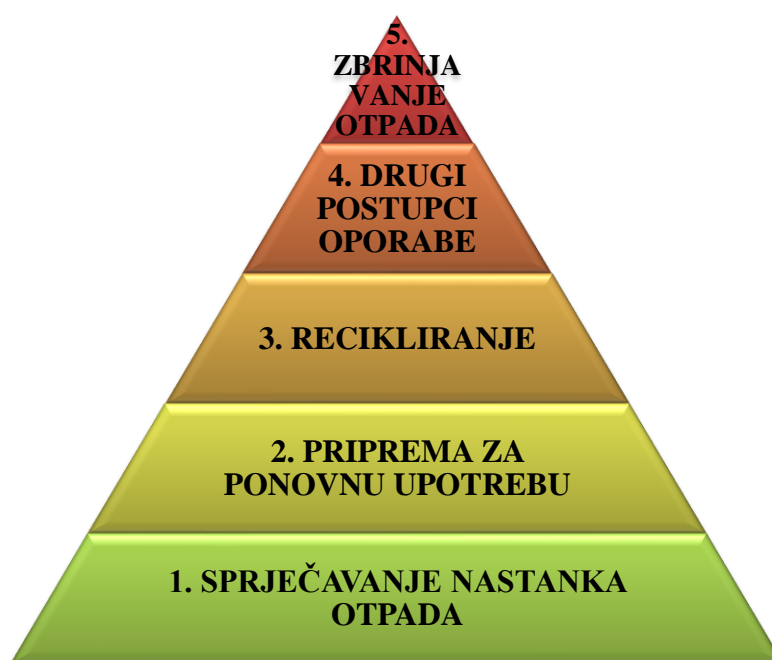 5.
ZBRINJA
VANJE
OTPADA
4. DRUGI
POSTUPCI
OPORABE
3. RECIKLIRANJE
2. PRIPREMA ZA
PONOVNU UPOTREBU
1. SPRJEČAVANJE NASTANKA
OTPADA